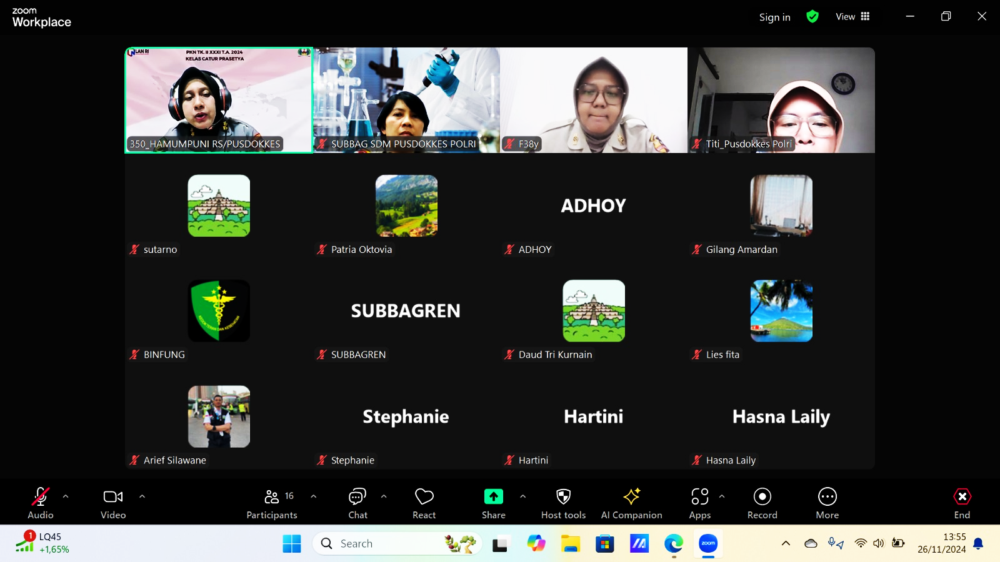 zoom
Workplace
Sign in
View
LAN RI
PKN TK. II XXXI T.A. 2024
KELAS CATUR PRASETYA
350_HAMUMPUNI RS/PUSDOKKES
SUBBAG SDM PUSDOKKES POLRI
F38y
Titi_Pusdokkes Polri
ADHOY
sutarno
Patria Oktovia
ADHOY
Gilang Amardan
SUBBAGREN
BINFUNG
SUBBAGREN
Daud Tri Kurnain
Lies fita
Stephanie
Hartini
Hasna Laily
Arief Silawane
Stephanie
Hartini
Hasna Laily
16
Audio
Video
Participants
Chat
React
Share
Host tools
AI Companion
Apps
Record
More
End
1
LQ45
+1,65%
Search
zoom
13:55
26/11/2024